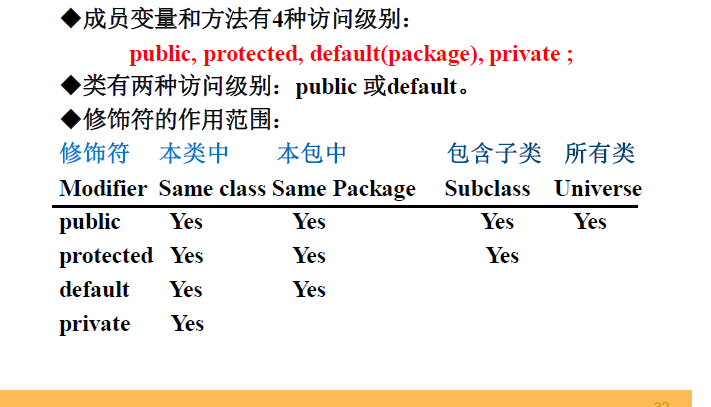 ◆成员变量和方法有4种访问级别：
public, protected, default(package), private ;
◆类有两种访问级别：public 或default。
◆修饰符的作用范围：
修饰符 本类中 本包中 包含子类 所有类
Modifier Same class Same Package Subclass Universe
public Yes Yes Yes Yes
protected Yes Yes Yes
default Yes Yes
private Yes
32